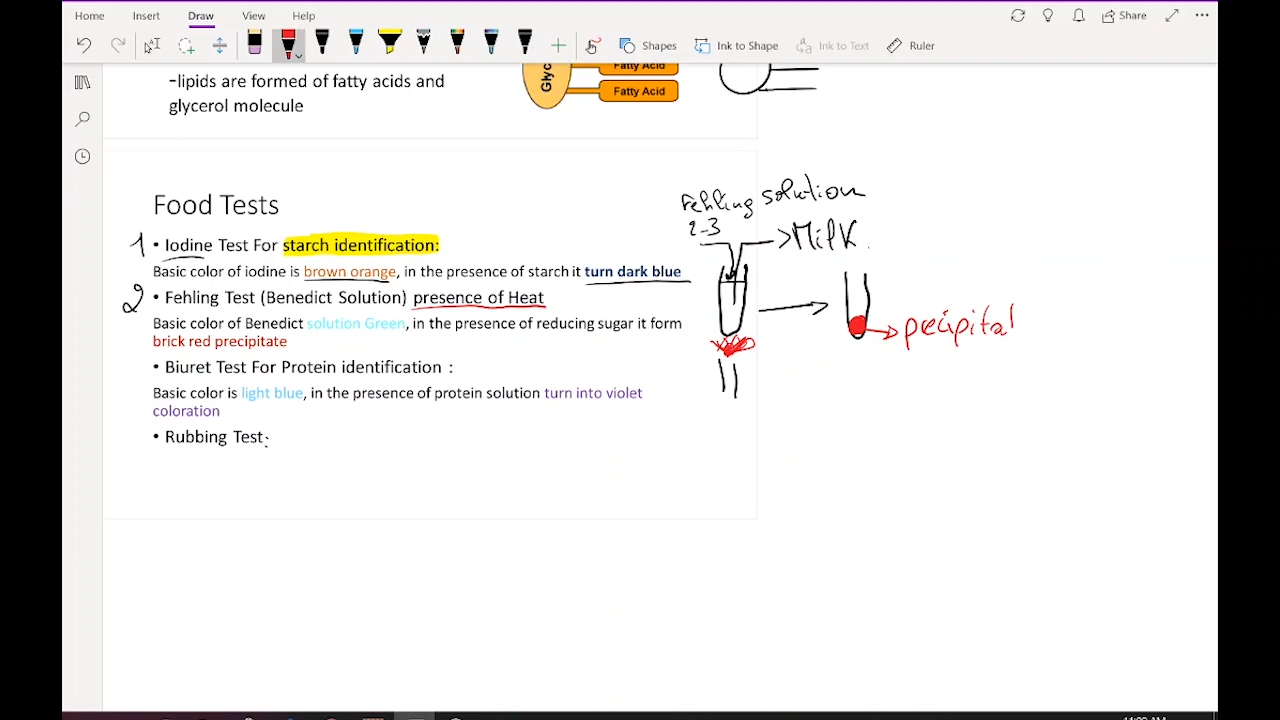 Home Insert Draw View Help
Share
Shapes Ink to Shape Ink to Text Ruler
-lipids are formed of fatty acids and
glycerol molecule
Glyc
Fatty Acid
Fatty Acid
Food Tests
1 • Iodine Test For starch identification:
Basic color of iodine is brown orange, in the presence of starch it turn dark blue
2 • Fehling Test (Benedict Solution) presence of Heat
Basic color of Benedict solution Green, in the presence of reducing sugar it form
brick red precipitate
• Biuret Test For Protein identification :
Basic color is light blue, in the presence of protein solution turn into violet
coloration
• Rubbing Test:
Fehling solution
2-3
Milk
precipital